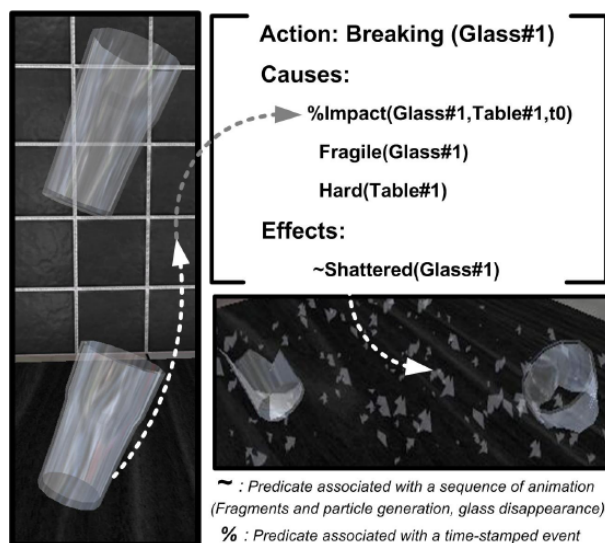 Action: Breaking (Glass#1)
Causes:
%Impact(Glass#1,Table#1,t0)
Fragile(Glass#1)
Hard(Table#1)
Effects:
~Shattered(Glass#1)
~ : Predicate associated with a sequence of animation
(Fragments and particle generation, glass disappearance)
% : Predicate associated with a time-stamped event